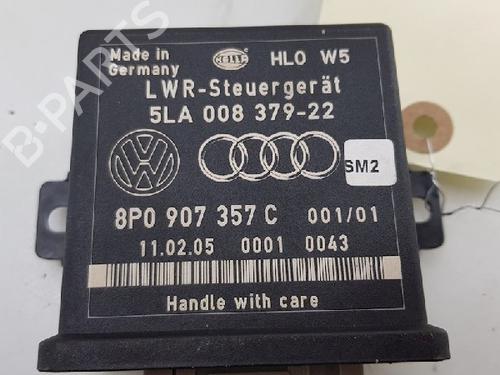 Made in
Germany
HELLA
HLO W5
LWR-Steuergerät
5LA 008 379-22
SM2
8P0 907 357 C 001/01
11.02.05 0001 0043
Handle with care
B-PARTS